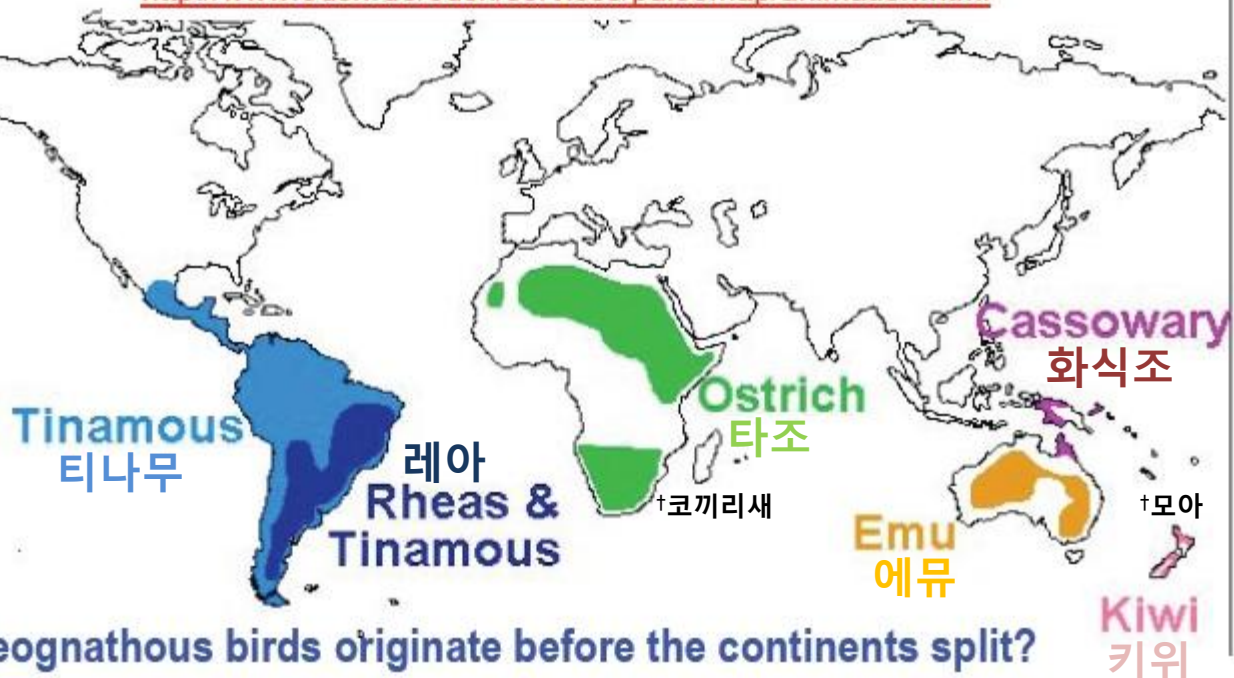 Cassowary
화식조
Ostrich
타조
Tinamous
티나무
레아
Rheas &
Tinamous
†코끼리새
†모아
Emu
에뮤
Kiwi
키위
eognathous birds originate before the continents split?